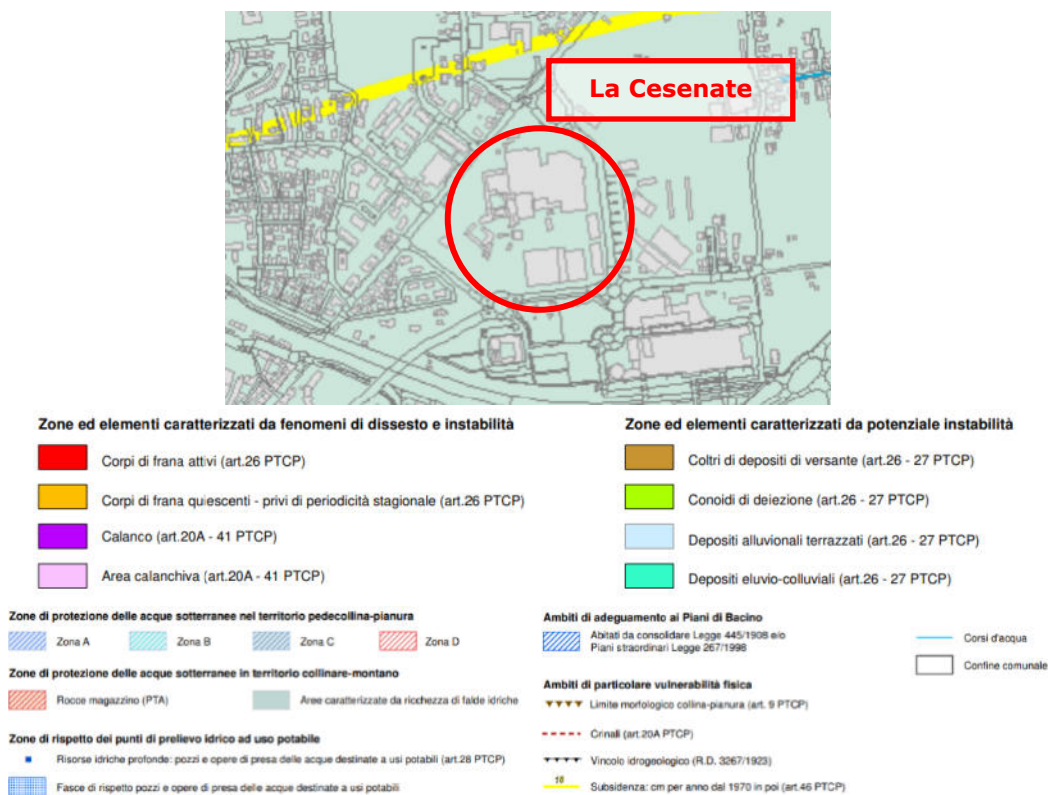 La Cesenate
Zone ed elementi caratterizzati da fenomeni di dissesto e instabilità
Corpi di frana attivi (art.26 PTCP)
Corpi di frana quiescenti - privi di periodicità stagionale (art.26 PTCP)
Calanco (art.20A - 41 PTCP)
Area calanchiva (art.20A - 41 PTCP)
Zone ed elementi caratterizzati da potenziale instabilità
Coltri di depositi di versante (art.26 - 27 PTCP)
Conoidi di deiezione (art.26 - 27 PTCP)
Depositi alluvionali terrazzati (art.26 - 27 PTCP)
Depositi eluvio-colluviali (art.26 - 27 PTCP)
Zone di protezione delle acque sotterranee nel territorio pedecollina-pianura
Zona A Zona B Zona C Zona D
Zone di protezione delle acque sotterranee in territorio collinare-montano
Rocce magazzino (PTA) Aree caratterizzate da ricchezza di falde idriche
Zone di rispetto dei punti di prelievo idrico ad uso potabile
Risorse idriche profonde: pozzi e opere di presa delle acque destinate a usi potabili (art.28 PTCP)
Fasce di rispetto pozzi e opere di presa delle acque destinate a usi potabili
Ambiti di adeguamento ai Piani di Bacino
Abitati da consolidare Legge 445/1908 e/o
Piani straordinari Legge 267/1998
Ambiti di particolare vulnerabilità fisica
Limite morfologico collina-pianura (art. 9 PTCP)
Crinali (art.20A PTCP)
Vincolo idrogeologico (R.D. 3267/1923)
10 Subsidenza: cm per anno dal 1970 in poi (art.46 PTCP)
Corsi d'acqua
Confine comunale